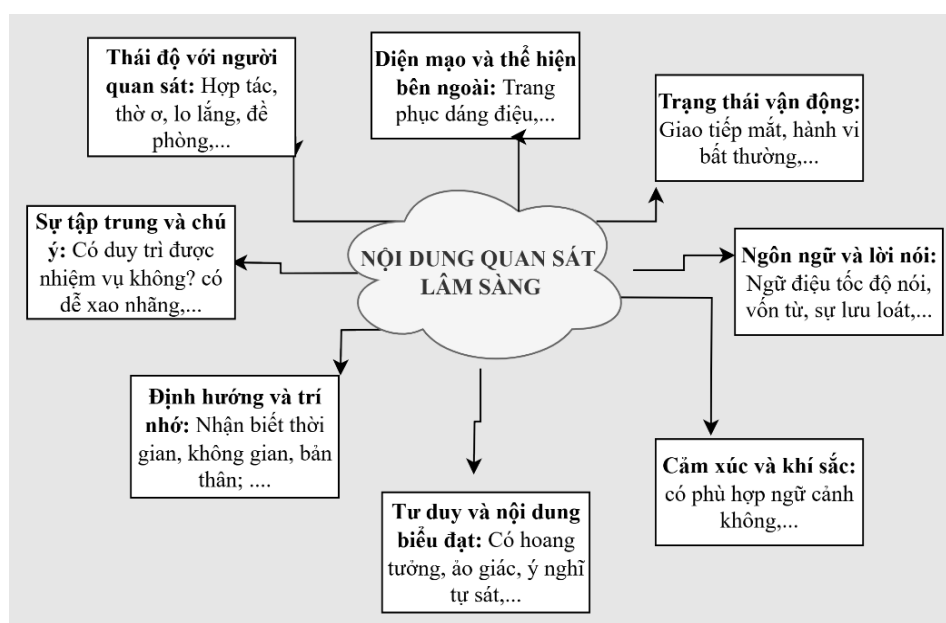 Thái độ với người
quan sát: Hợp tác,
thờ ơ, lo lắng, đề
phòng,...
Diện mạo và thể hiện
bên ngoài: Trang
phục dáng điệu,...
Trạng thái vận động:
Giao tiếp mắt, hành vi
bất thường,...
Sự tập trung và chú
ý: Có duy trì được
nhiệm vụ không? có
dễ xao nhãng,...
NỘI DUNG QUAN SÁT
LÂM SÀNG
Ngôn ngữ và lời nói:
Ngữ điệu tốc độ nói,
vốn từ, sự lưu loát,...
Định hướng và trí
nhớ: Nhận biết thời
gian, không gian, bản
thân; ....
Tư duy và nội dung
biểu đạt: Có hoang
tưởng, ảo giác, ý nghĩ
tự sát,...
Cảm xúc và khí sắc:
có phù hợp ngữ cảnh
không,...